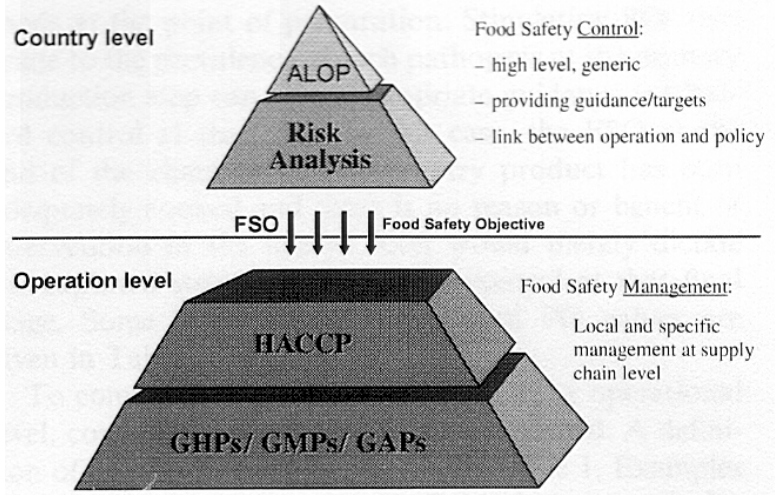 Country level
ALOP
Risk
Analysis
Food Safety Control:
– high level, generic
– providing guidance/targets
– link between operation and policy
FSO
Food Safety Objective
Operation level
HACCP
GHPs/ GMPs/ GAPs
Food Safety Management:
Local and specific
management at supply
chain level